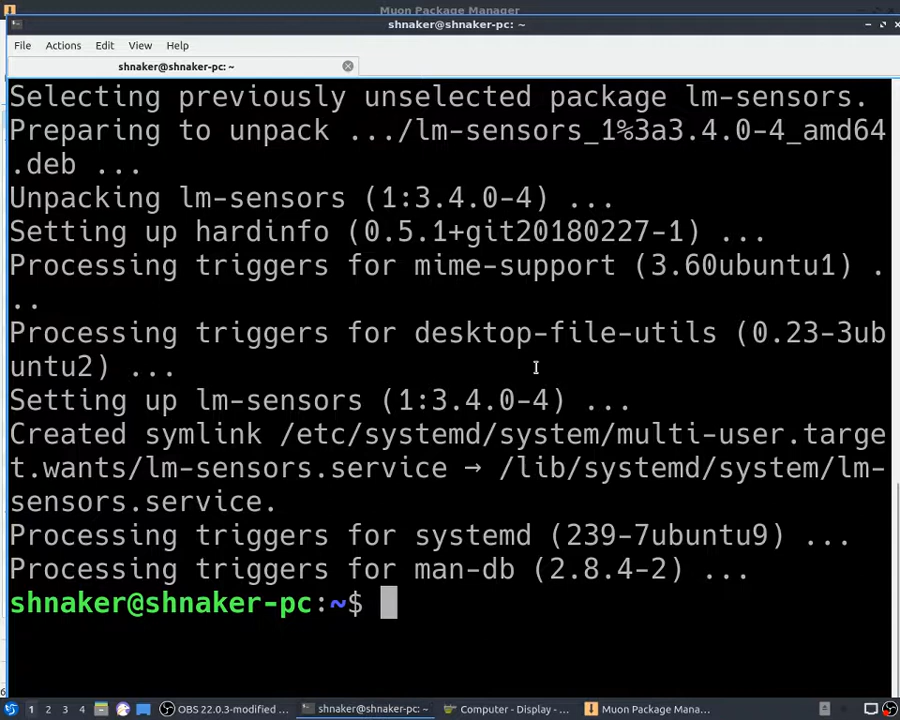 Muon Package Manager
shnaker@shnaker-pc: ~
File Actions Edit View Help
shnaker@shnaker-pc: ~
Selecting previously unselected package lm-sensors.
Preparing to unpack .../lm-sensors_1%3a3.4.0-4_amd64
.deb ...
Unpacking lm-sensors (1:3.4.0-4) ...
Setting up hardinfo (0.5.1+git20180227-1) ...
Processing triggers for mime-support (3.60ubuntu1) .
..
Processing triggers for desktop-file-utils (0.23-3ub
untu2) ...
Setting up lm-sensors (1:3.4.0-4) ...
Created symlink /etc/systemd/system/multi-user.targe
t.wants/lm-sensors.service → /lib/systemd/system/lm-
sensors.service.
Processing triggers for systemd (239-7ubuntu9) ...
Processing triggers for man-db (2.8.4-2) ...
shnaker@shnaker-pc:~$
1 2 3 4 OBS 22.0.3-modified ... shnaker@shnaker-pc: ~ Computer - Display - ... Muon Package Mana...